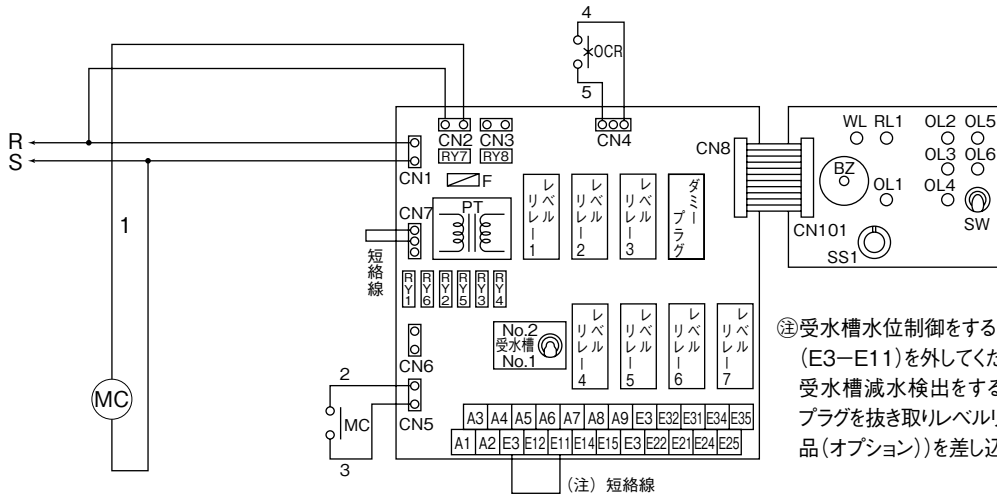 4
OCR
5
R
S
1
CN2
CN3
RY7
RY8
CN4
CN1
F
CN7
PT
短絡線
レベルリレー1
レベルリレー2
レベルリレー3
ダミープラグ
CN8
WL RL1 OL2 OL5
OL3 OL6
BZ
OL1 OL4
SW
CN101
SS1
RY1 RY6 RY2 RY5 RY3 RY4
No.2
受水槽
No.1
レベルリレー4
レベルリレー5
レベルリレー6
レベルリレー7
CN6
MC
2
MC
3
CN5
A3 A4 A5 A6 A7 A8 A9 E3 E32 E31 E34 E35
A1 A2 E3 E12 E11 E14 E15 E3 E22 E21 E24 E25
(注) 短絡線
注 受水槽水位制御をする
(E3-E11)を外してくだ
受水槽減水検出をする
プラグを抜き取りレベルリ
品(オプション))を差し込